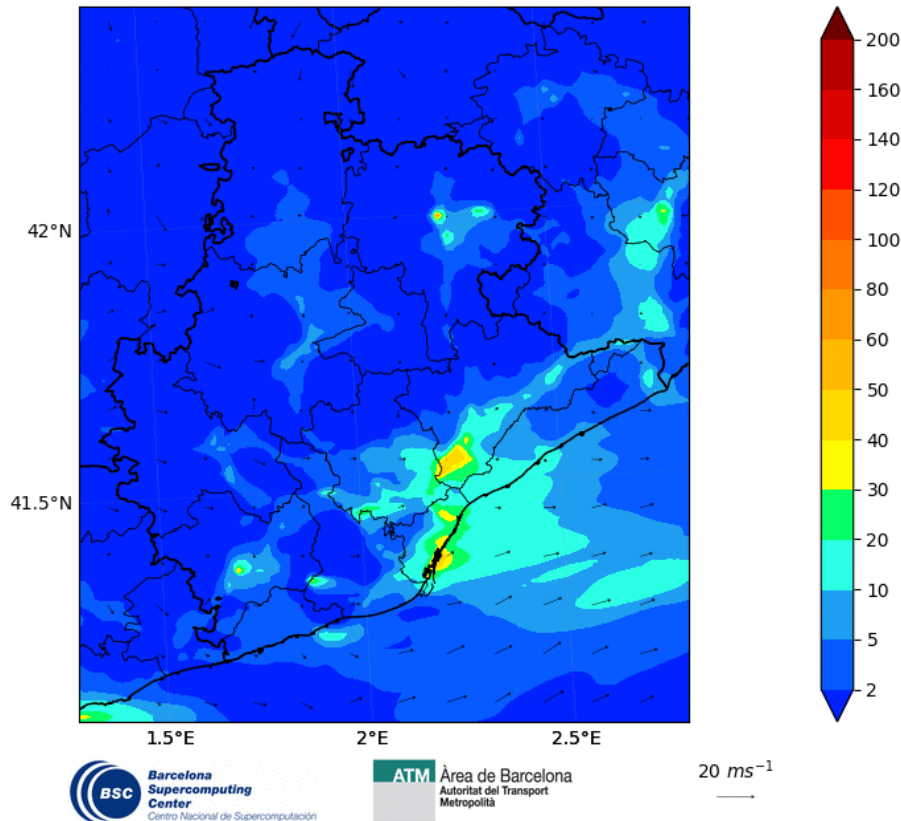 200
160
140
120
100
80
60
50
40
30
20
10
5
2
42°N
41.5°N
1.5°E
2°E
2.5°E
BSC
Barcelona
Supercomputing
Center
Centro Nacional de Supercomputación
ATM
Àrea de Barcelona
Autoritat del Transport
Metropolità
20 ms⁻¹